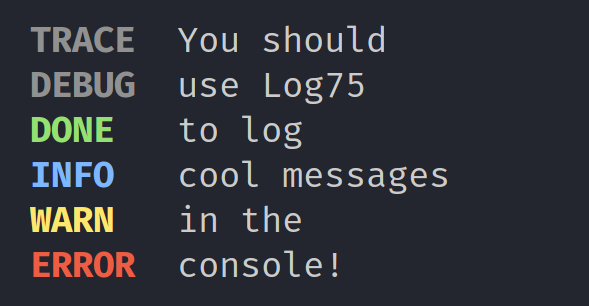 TRACE  You should
DEBUG  use Log75
DONE   to log
INFO   cool messages
WARN   in the
ERROR  console!